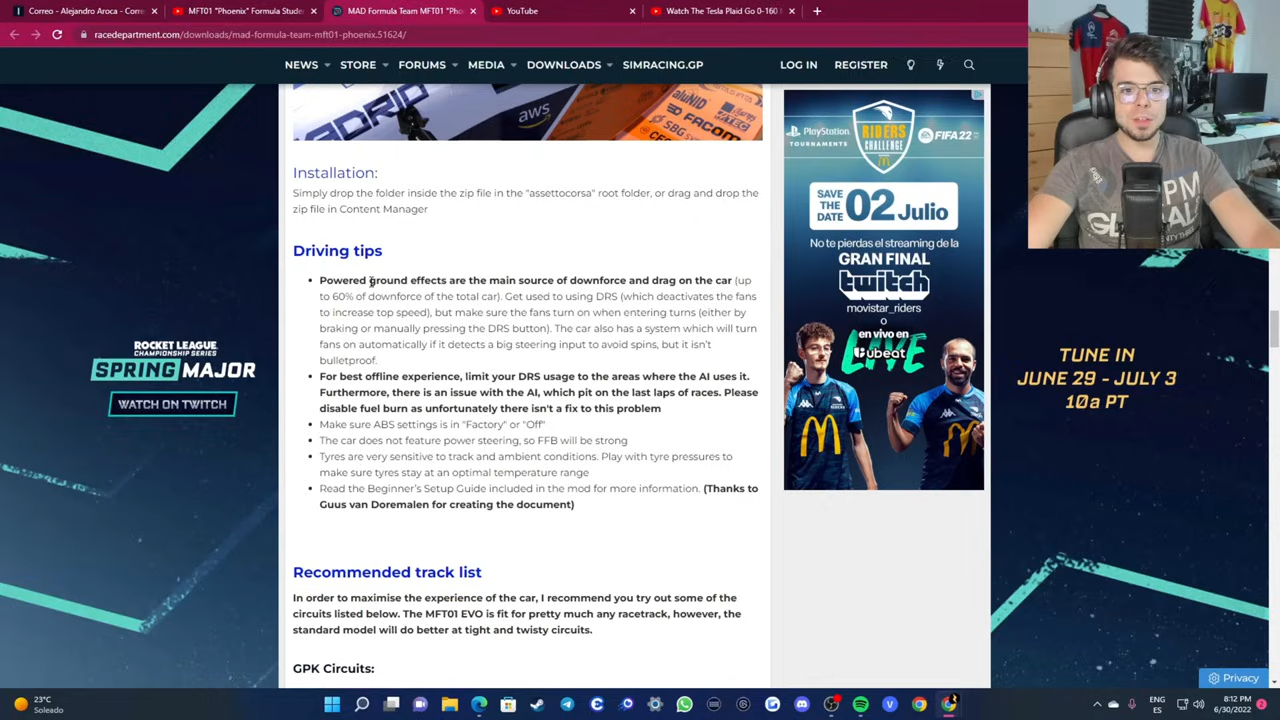 Correo - Alejandro Aroca - Corre
MFT01 "Phoenix" Formula Stude
MAD Formula Team MFT01 "Pho
YouTube
Watch The Tesla Plaid Go 0-160
racedepartment.com/downloads/mad-formula-team-mft01-phoenix.51624/
NEWS STORE FORUMS MEDIA DOWNLOADS SIMRACING.GP LOG IN REGISTER
ADRID
aws
aluNID
SBG
FACOM
Installation:
Simply drop the folder inside the zip file in the "assettocorsa" root folder, or drag and drop the
zip file in Content Manager
Driving tips
Powered ground effects are the main source of downforce and drag on the car (up
to 60% of downforce of the total car). Get used to using DRS (which deactivates the fans
to increase top speed), but make sure the fans turn on when entering turns (either by
braking or manually pressing the DRS button). The car also has a system which will turn
fans on automatically if it detects a big steering input to avoid spins, but it isn't
bulletproof.
For best offline experience, limit your DRS usage to the areas where the AI uses it.
Furthermore, there is an issue with the AI, which pit on the last laps of races. Please
disable fuel burn as unfortunately there isn't a fix to this problem
Make sure ABS settings is in "Factory" or "Off"
The car does not feature power steering, so FFB will be strong
Tyres are very sensitive to track and ambient conditions. Play with tyre pressures to
make sure tyres stay at an optimal temperature range
Read the Beginner's Setup Guide included in the mod for more information. (Thanks to
Guus van Doremalen for creating the document)
Recommended track list
In order to maximise the experience of the car, I recommend you try out some of the
circuits listed below. The MFT01 EVO is fit for pretty much any racetrack, however, the
standard model will do better at tight and twisty circuits.
GPK Circuits:
PlayStation
TOURNAMENTS
RIDERS
CHALLENGE
EA SPORTS
FIFA 22
SAVE
THE
DATE
02 Julio
No te pierdas el streaming de la
GRAN FINAL
twitch
movistar_riders
o
en vivo en
LIVE
Ubeat
ROCKET LEAGUE
CHAMPIONSHIP SERIES
SPRING MAJOR
WATCH ON TWITCH
TUNE IN
JUNE 29 - JULY 3
10a PT
Privacy
23°C
Soleado
ENG
ES
8:12 PM
6/30/2022
2